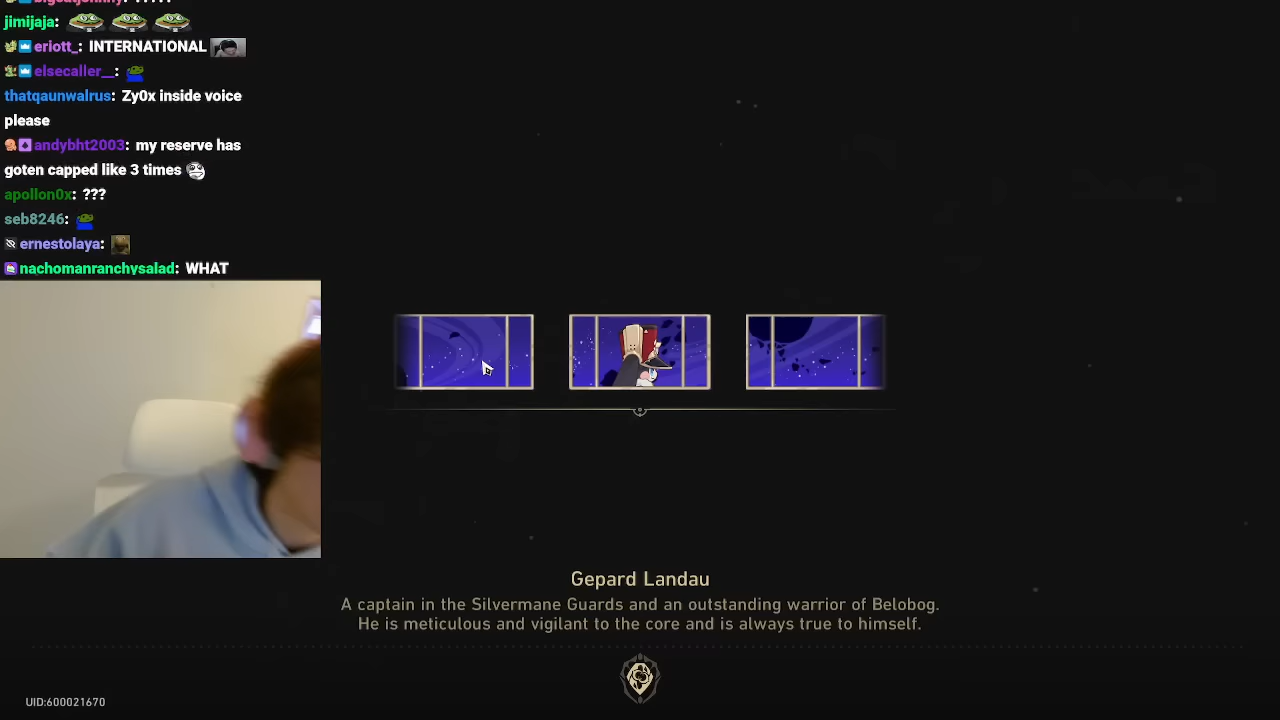 jimijaja:
eriott_: INTERNATIONAL
elsecaller__:
thatqaunwalrus: Zy0x inside voice
please
andybht2003: my reserve has
goten capped like 3 times
apollon0x: ???
seb8246:
ernestolaya:
nachomanranchysalad: WHAT
Gepard Landau
A captain in the Silvermane Guards and an outstanding warrior of Belobog.
He is meticulous and vigilant to the core and is always true to himself.
UID:600021670